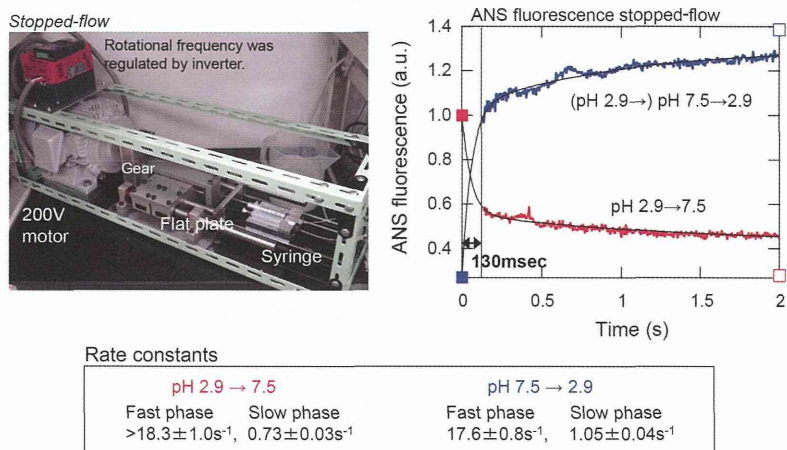 Stopped-flow
Rotational frequency was
regulated by inverter.
Gear
200V
motor
Flat plate
Syringe
ANS fluorescence stopped-flow
ANS fluorescence (a.u.)
1.4
1.2
1.0
0.8
0.6
0.4
(pH 2.9→) pH 7.5→2.9
pH 2.9→7.5
130msec
0
0.5
1
1.5
2
Time (s)
Rate constants
pH 2.9 → 7.5
Fast phase Slow phase
>18.3±1.0s⁻¹, 0.73±0.03s⁻¹
pH 7.5 → 2.9
Fast phase Slow phase
17.6±0.8s⁻¹, 1.05±0.04s⁻¹